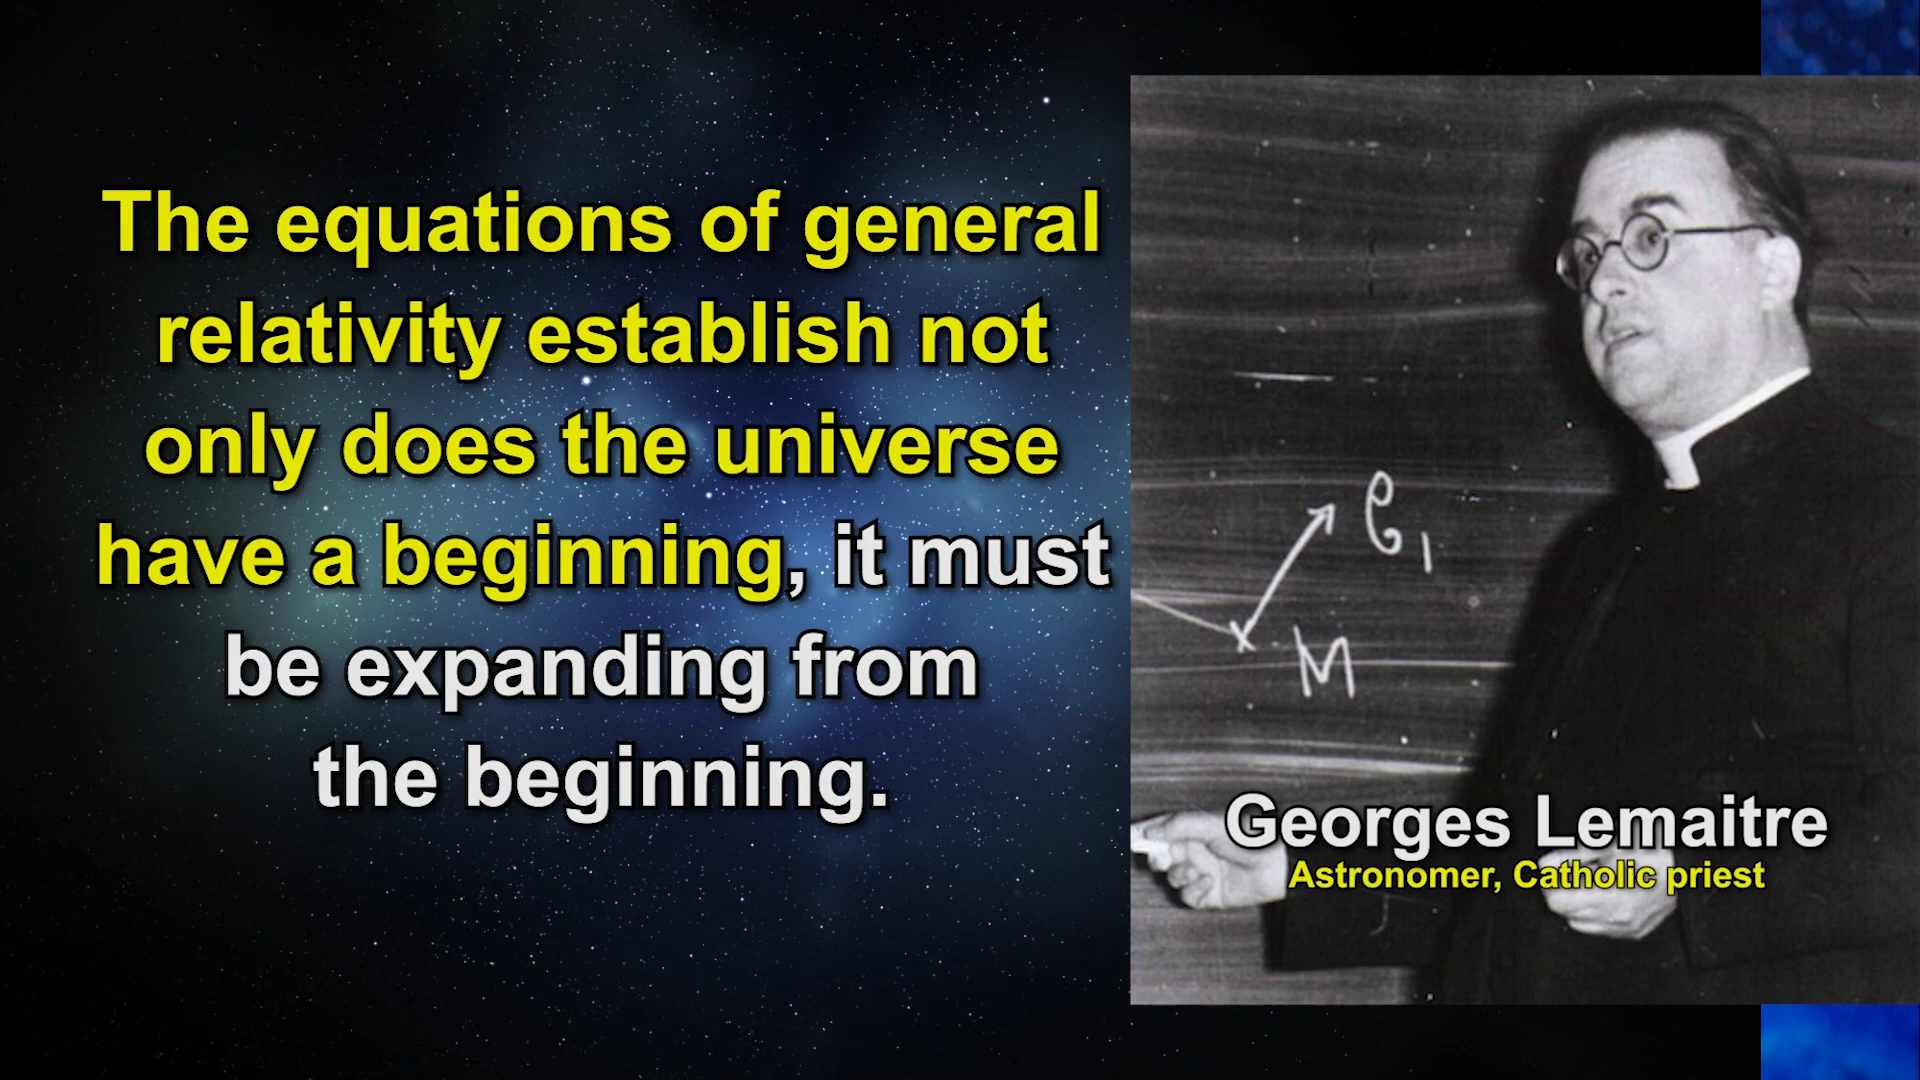 The equations of general
relativity establish not
only does the universe
have a beginning, it must
be expanding from
the beginning.
M
Georges Lemaitre
Astronomer, Catholic priest